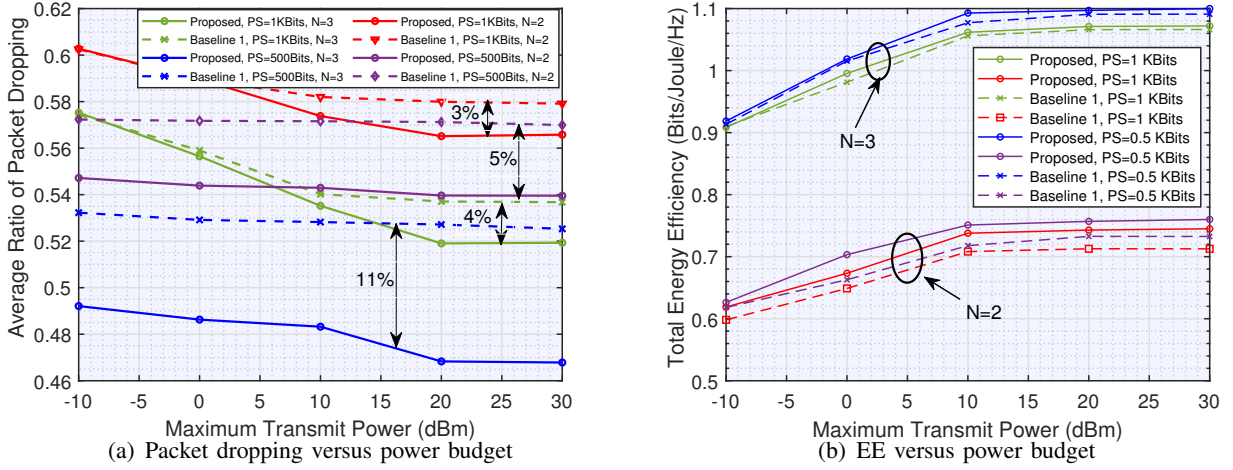 Proposed, PS=1KBits, N=3
Proposed, PS=1KBits, N=2
Baseline 1, PS=1KBits, N=3
Baseline 1, PS=1KBits, N=2
Proposed, PS=500Bits, N=3
Proposed, PS=500Bits, N=2
Baseline 1, PS=500Bits, N=3
Baseline 1, PS=500Bits, N=2
Average Ratio of Packet Dropping
0.62
0.6
0.58
0.56
0.54
0.52
0.5
0.48
0.46
3%
5%
4%
11%
-10 0 10 20 30
Maximum Transmit Power (dBm)
(a) Packet dropping versus power budget
Total Energy Efficiency (Bits/Joule/Hz)
1.1
1
0.9
0.8
0.7
0.6
0.5
N=3
Proposed, PS=1 KBits
Proposed, PS=1 KBits
Baseline 1, PS=1 KBits
Baseline 1, PS=1 KBits
Proposed, PS=0.5 KBits
Proposed, PS=0.5 KBits
Baseline 1, PS=0.5 KBits
Baseline 1, PS=0.5 KBits
N=2
-10 -5 0 5 10 15 20 25 30
Maximum Transmit Power (dBm)
(b) EE versus power budget